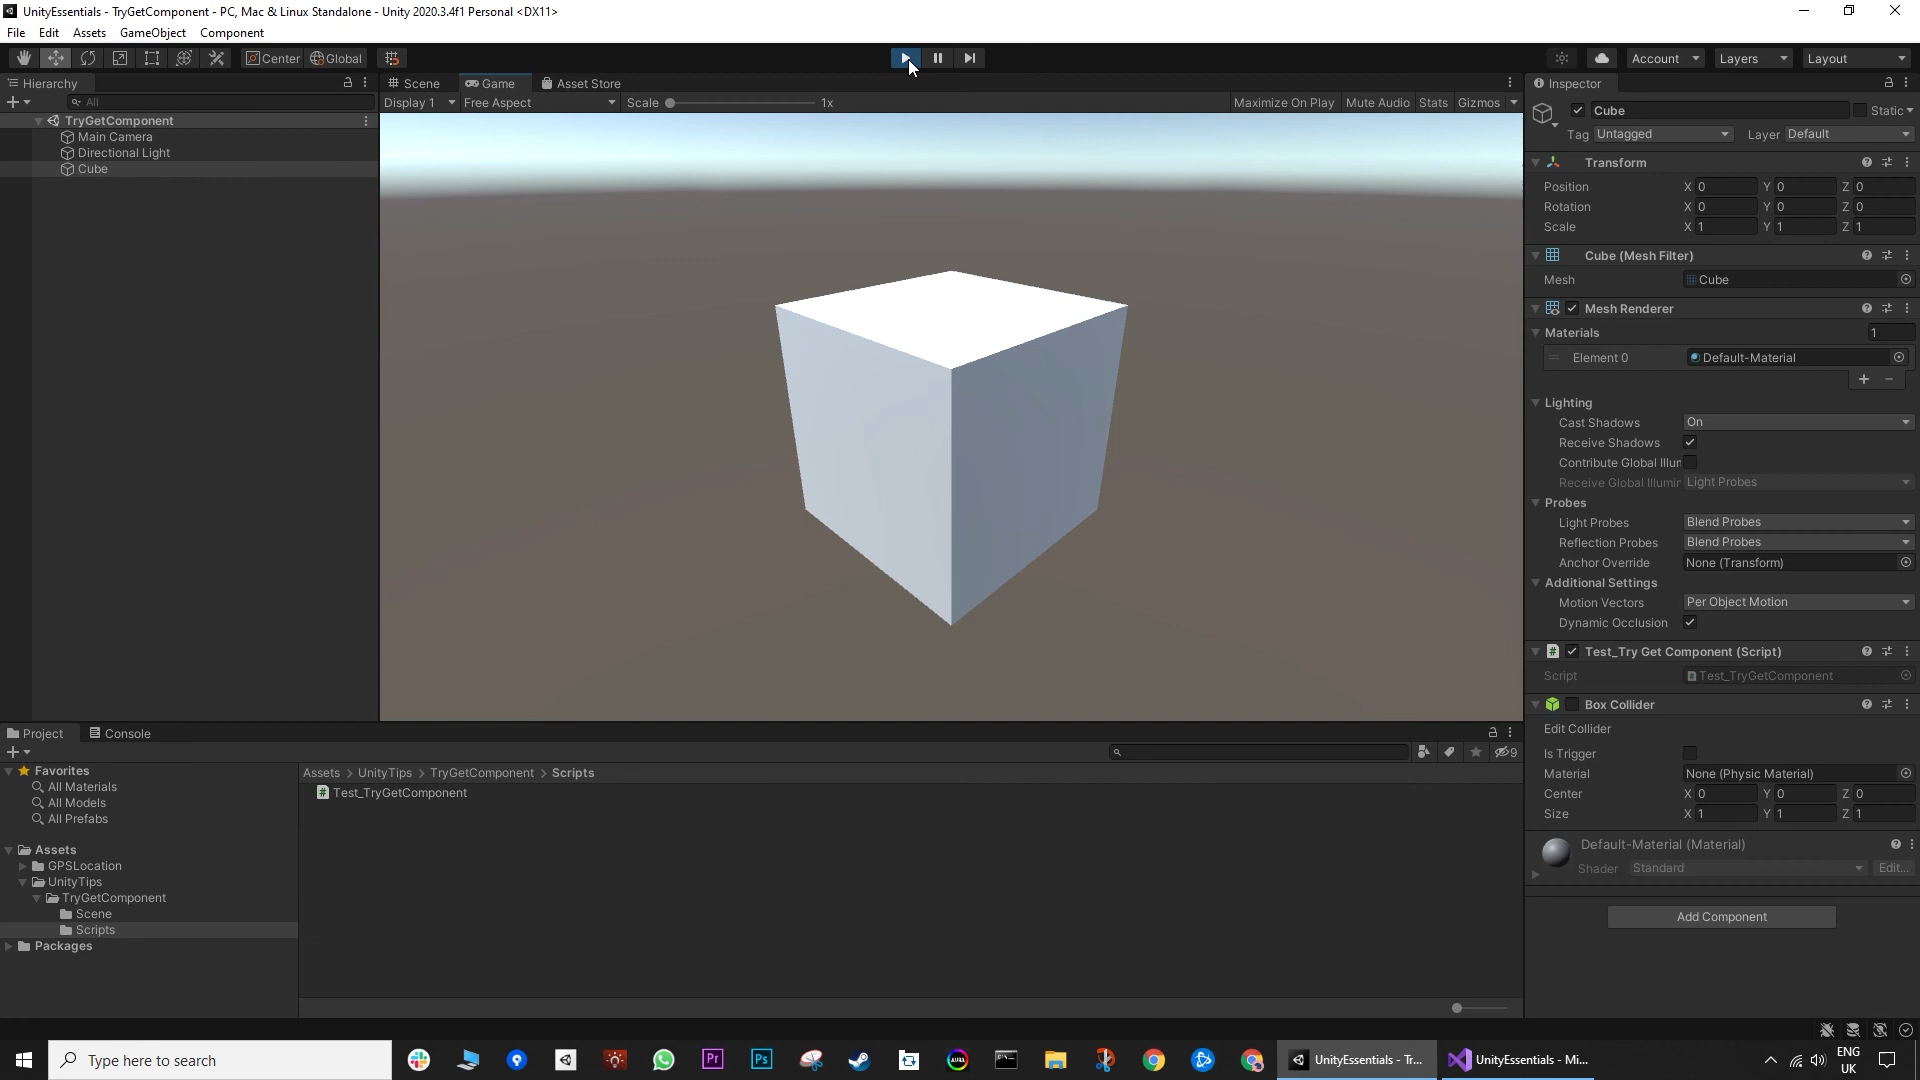 UnityEssentials - TryGetComponent - PC, Mac & Linux Standalone - Unity 2020.3.4f1 Personal <DX11>
File Edit Assets GameObject Component
Center Global Account Layers Layout
Hierarchy
All
TryGetComponent
Main Camera
Directional Light
Cube
Scene Game Asset Store
Display 1 Free Aspect Scale 1x Maximize On Play Mute Audio Stats Gizmos
Inspector
Cube Static
Tag Untagged Layer Default
Transform
Position X 0 Y 0 Z 0
Rotation X 0 Y 0 Z 0
Scale X 1 Y 1 Z 1
Cube (Mesh Filter)
Mesh Cube
Mesh Renderer
Materials 1
Element 0 Default-Material
Lighting
Cast Shadows On
Receive Shadows
Contribute Global Illum
Receive Global Illumin Light Probes
Probes
Light Probes Blend Probes
Reflection Probes Blend Probes
Anchor Override None (Transform)
Additional Settings
Motion Vectors Per Object Motion
Dynamic Occlusion
Test_Try Get Component (Script)
Script Test_TryGetComponent
Box Collider
Edit Collider
Is Trigger
Material None (Physic Material)
Center X 0 Y 0 Z 0
Size X 1 Y 1 Z 1
Default-Material (Material)
Shader Standard Edit...
Add Component
Project Console
9
Favorites
All Materials
All Models
All Prefabs
Assets
GPSLocation
UnityTips
TryGetComponent
Scene
Scripts
Packages
Assets > UnityTips > TryGetComponent > Scripts
Test_TryGetComponent
Type here to search
Pr
Ps
AURA
UnityEssentials - Tr...
UnityEssentials - Mi...
ENG
UK